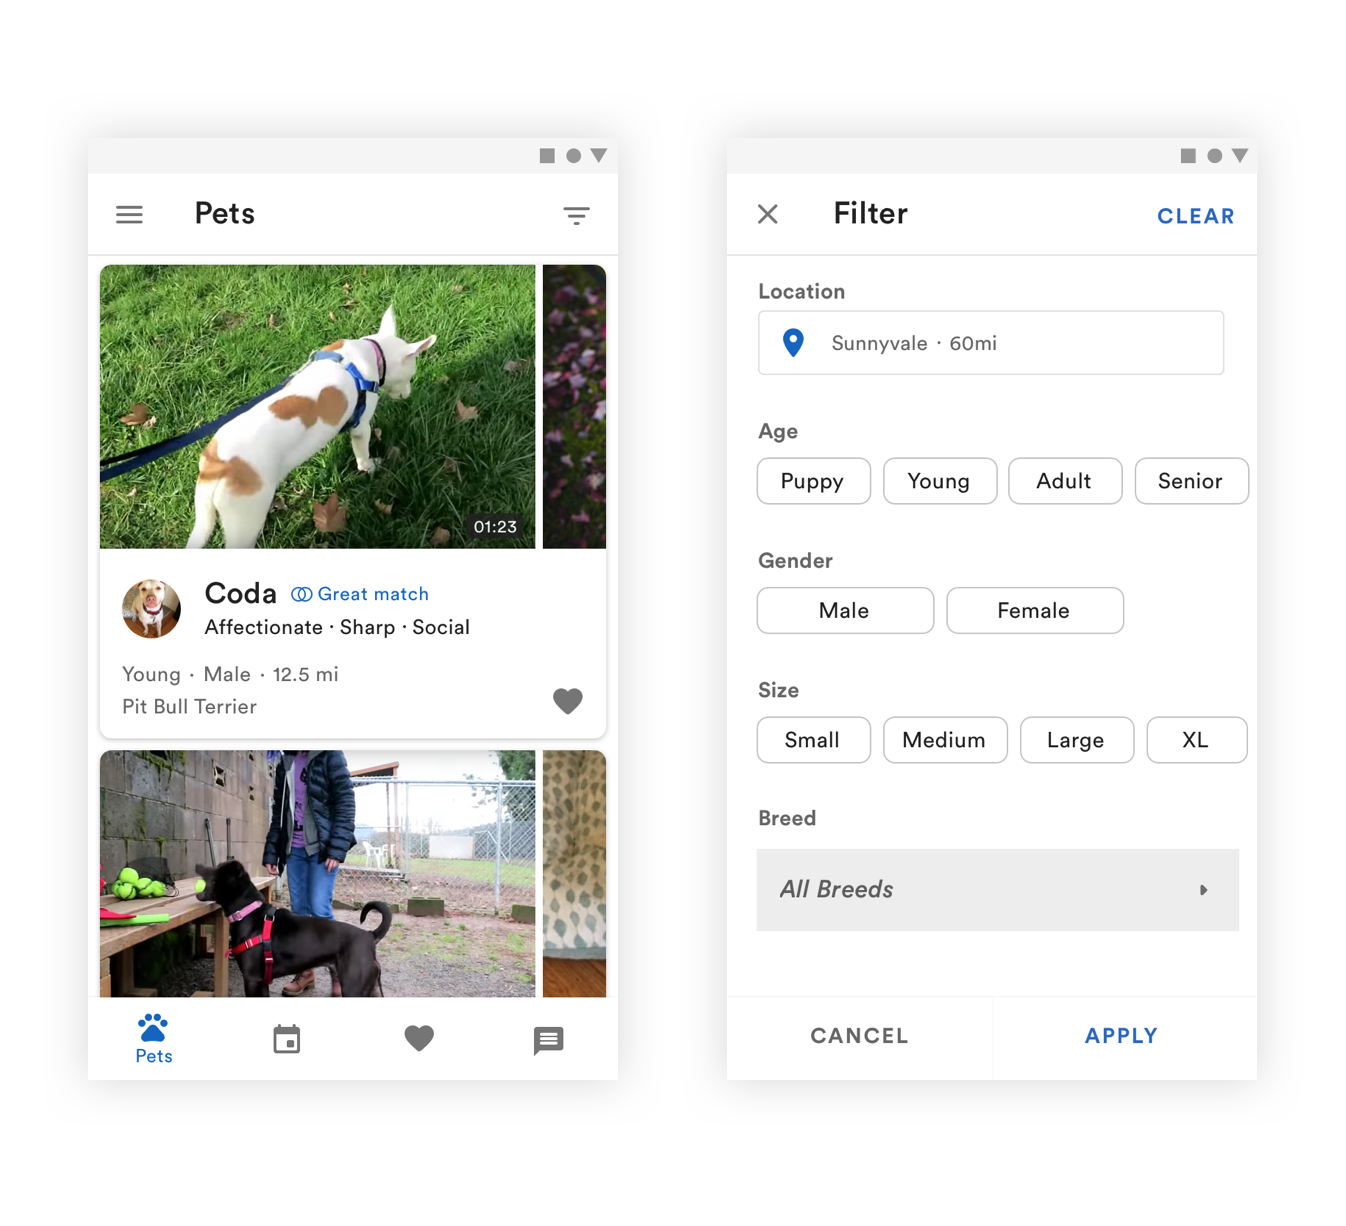 Pets
01:23
Coda Great match
Affectionate · Sharp · Social
Young · Male · 12.5 mi
Pit Bull Terrier
Pets
Filter CLEAR
Location
Sunnyvale · 60mi
Age
Puppy Young Adult Senior
Gender
Male Female
Size
Small Medium Large XL
Breed
All Breeds
CANCEL APPLY